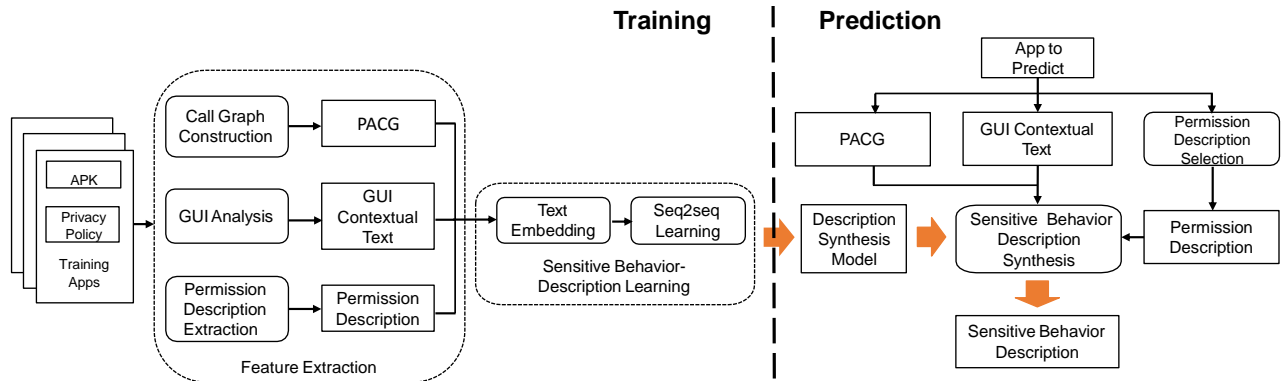 Training
Prediction
APK
Privacy
Policy
Training
Apps
Call Graph
Construction
PACG
GUI Analysis
GUI
Contextual
Text
Permission
Description
Extraction
Permission
Description
Feature Extraction
Text
Embedding
Seq2seq
Learning
Sensitive Behavior-
Description Learning
App to
Predict
PACG
GUI Contextual
Text
Permission
Description
Selection
Description
Synthesis
Model
Sensitive Behavior
Description
Synthesis
Permission
Description
Sensitive Behavior
Description